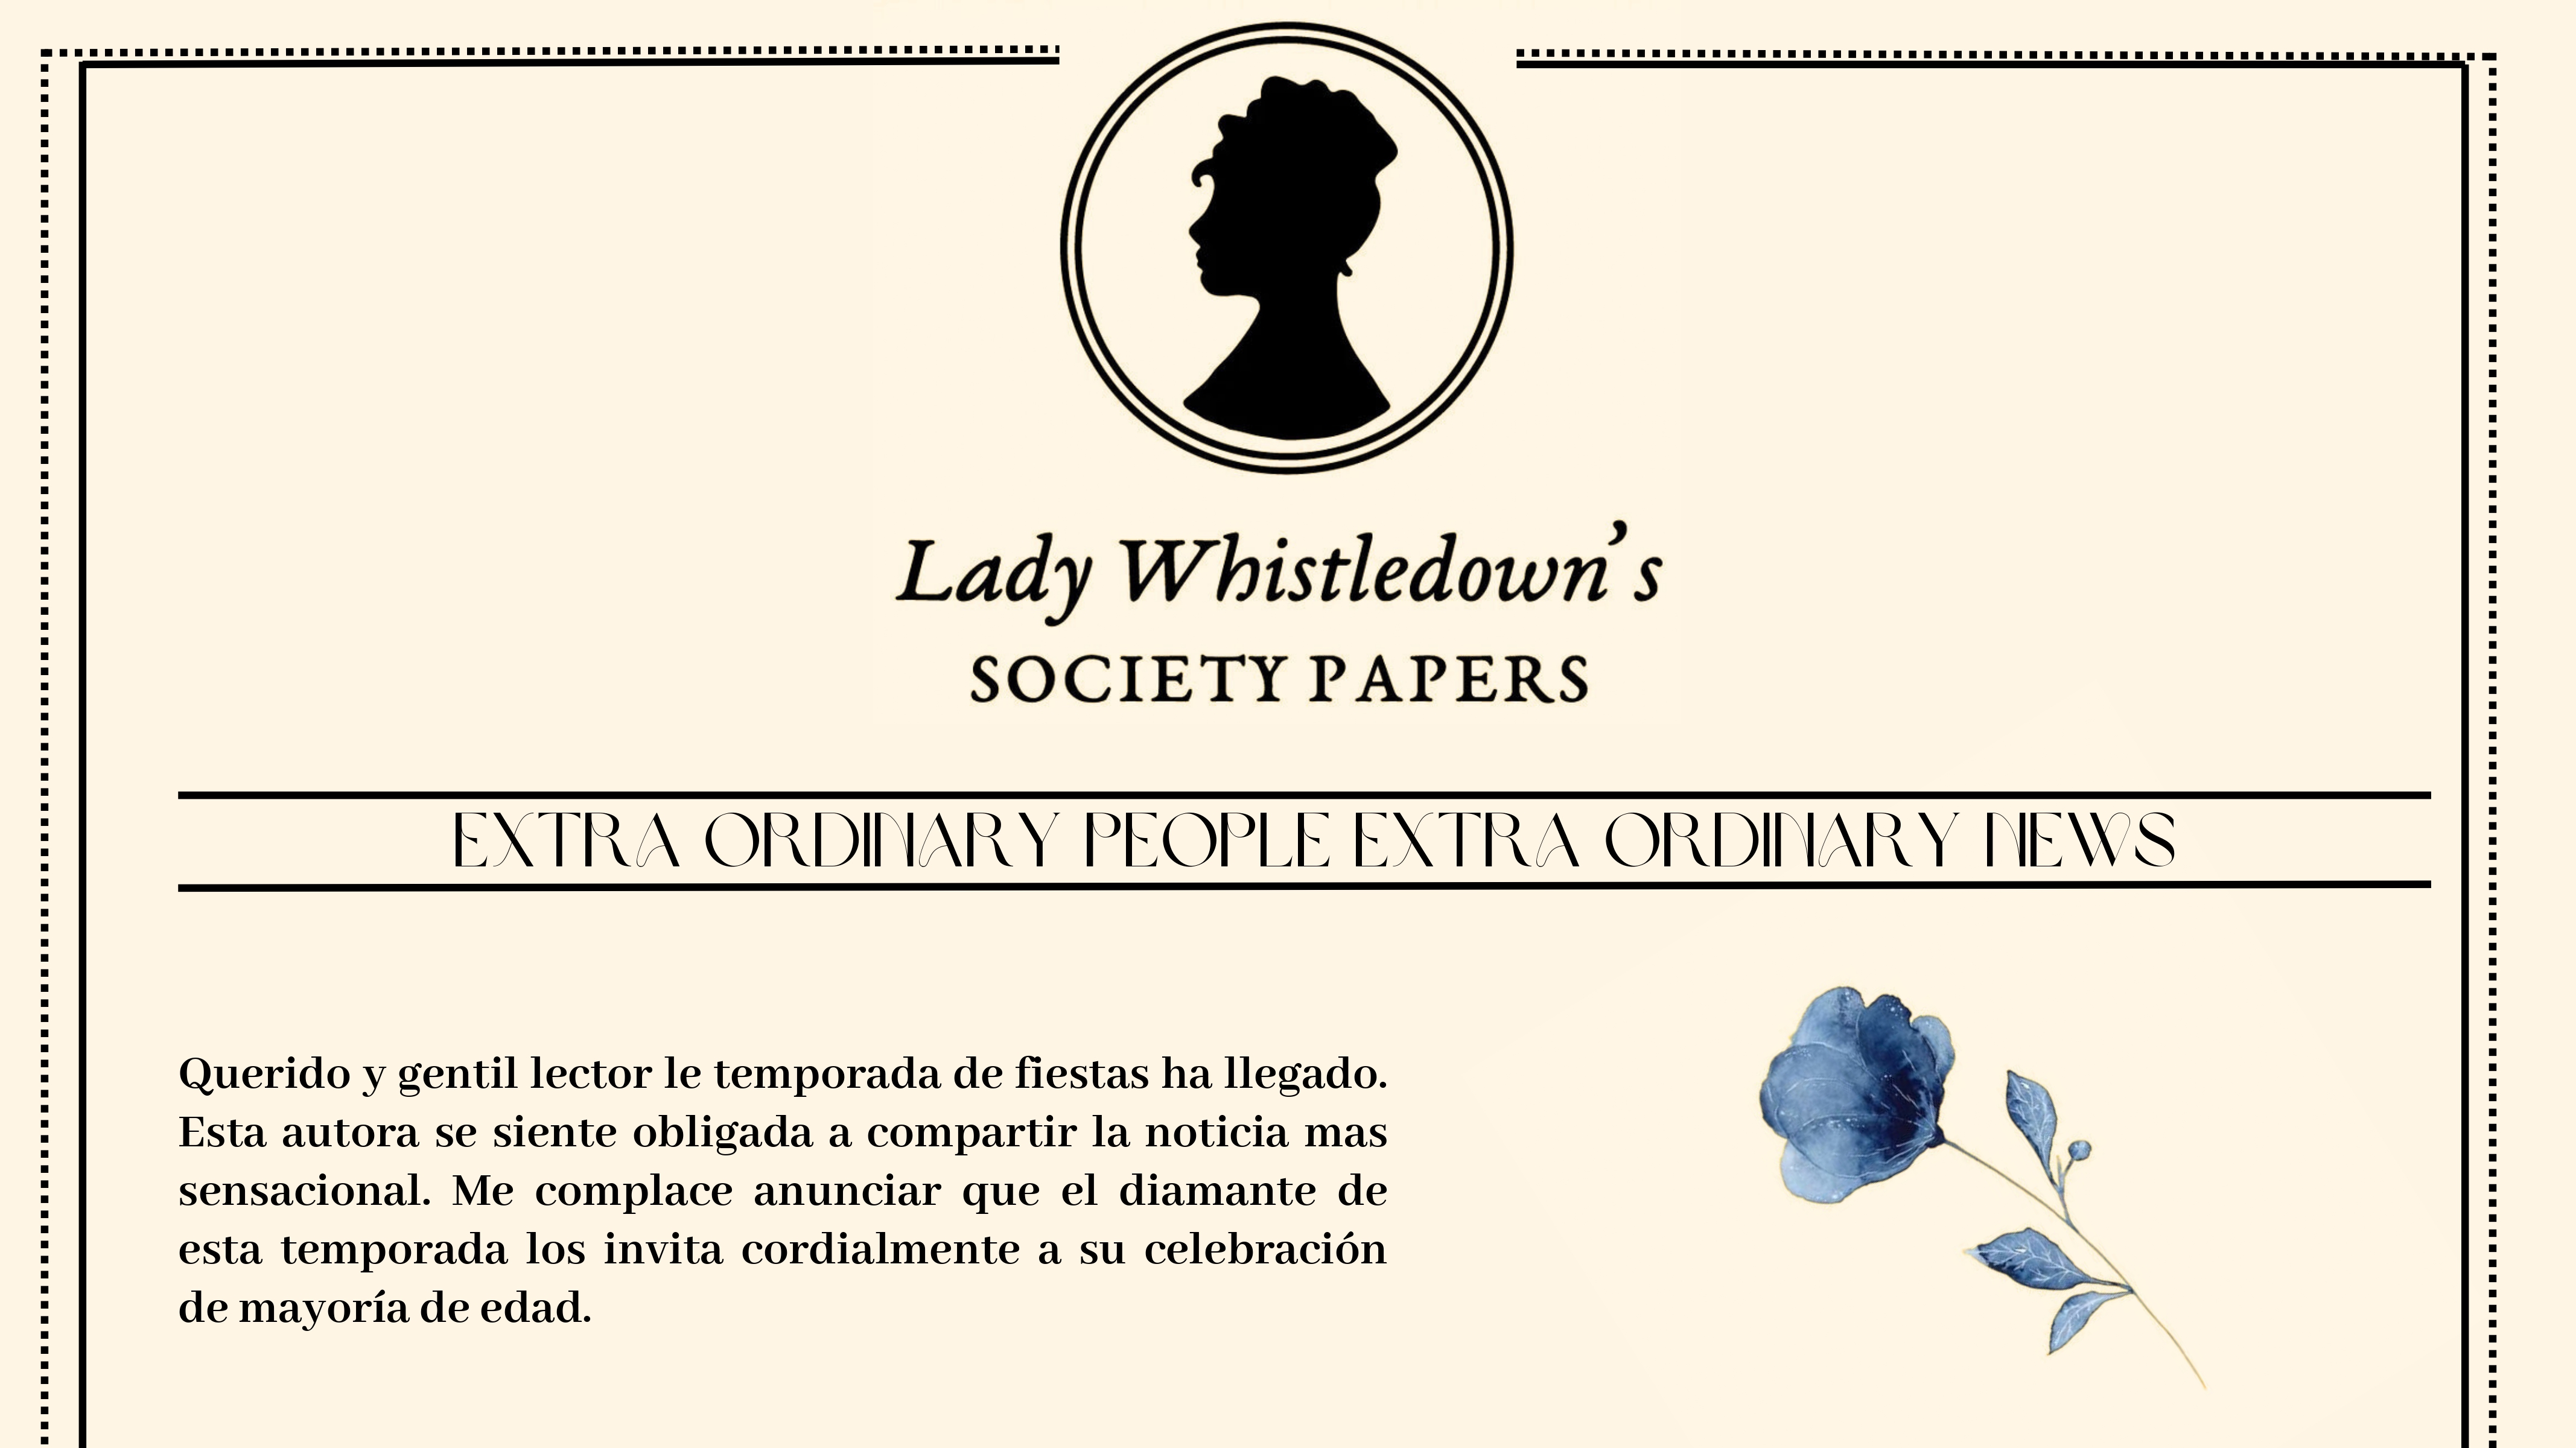 Lady Whistledown's
SOCIETY PAPERS
EXTRA ORDINARY PEOPLE EXTRA ORDINARY NEWS
Querido y gentil lector le temporada de fiestas ha llegado.
Esta autora se siente obligada a compartir la noticia mas
sensacional. Me complace anunciar que el diamante de
esta temporada los invita cordialmente a su celebración
de mayoría de edad.